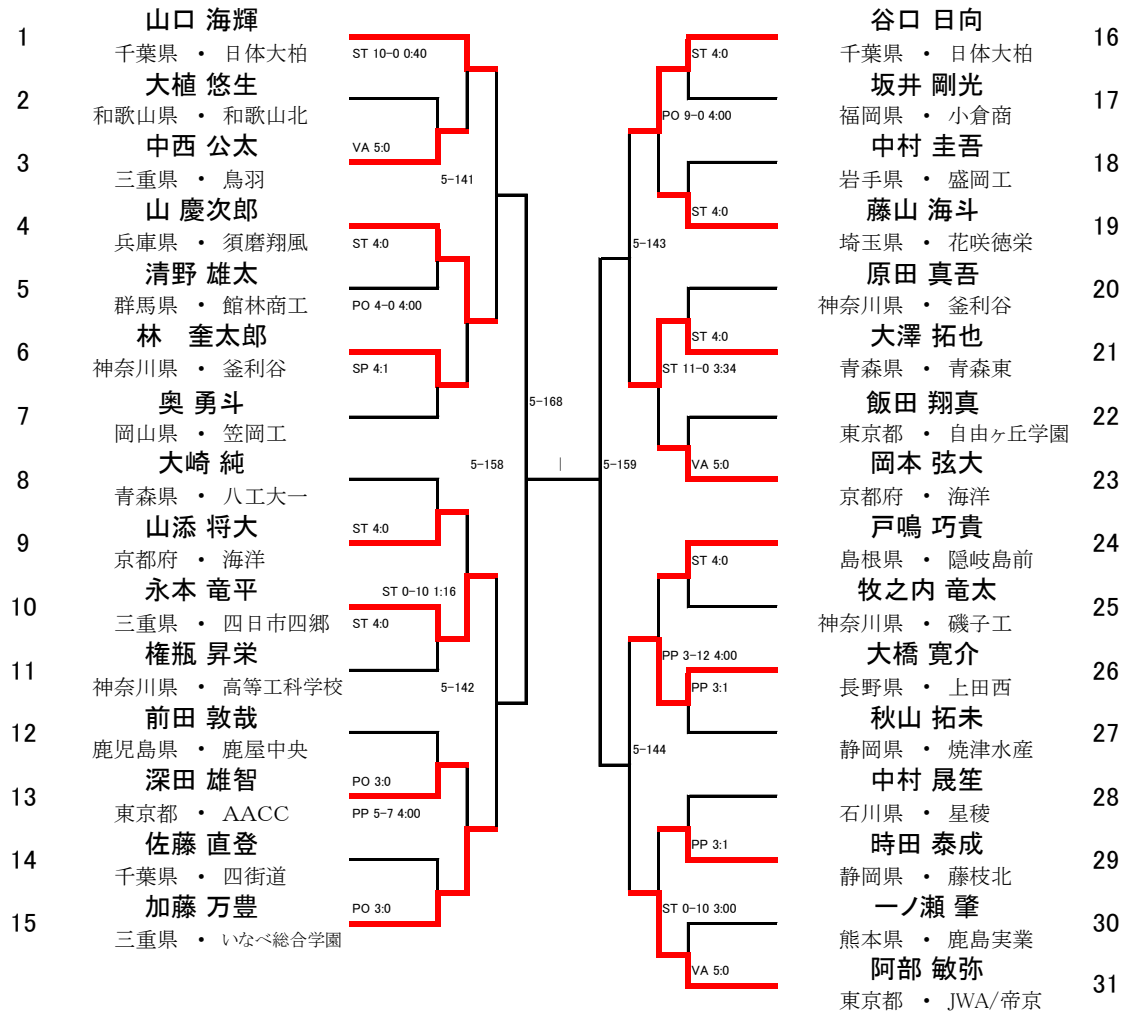 1
山口 海輝
千葉県 ・ 日体大柏
ST 10-0 0:40
2
大植 悠生
和歌山県 ・ 和歌山北
3
中西 公太
三重県 ・ 鳥羽
VA 5:0
5-141
4
山 慶次郎
兵庫県 ・ 須磨翔風
ST 4:0
5
清野 雄太
群馬県 ・ 館林商工
PO 4-0 4:00
6
林　奎太郎
神奈川県 ・ 釜利谷
SP 4:1
7
奥 勇斗
岡山県 ・ 笠岡工
5-168
8
大崎 純
青森県 ・ 八工大一
5-158
9
山添 将大
京都府 ・ 海洋
ST 4:0
10
永本 竜平
三重県 ・ 四日市四郷
ST 0-10 1:16
ST 4:0
11
権瓶 昇栄
神奈川県 ・ 高等工科学校
5-142
12
前田 敦哉
鹿児島県 ・ 鹿屋中央
13
深田 雄智
東京都 ・ AACC
PO 3:0
PP 5-7 4:00
14
佐藤 直登
千葉県 ・ 四街道
15
加藤 万豊
三重県 ・ いなべ総合学園
PO 3:0
谷口 日向
千葉県 ・ 日体大柏
16
ST 4:0
坂井 剛光
福岡県 ・ 小倉商
17
PO 9-0 4:00
中村 圭吾
岩手県 ・ 盛岡工
18
藤山 海斗
埼玉県 ・ 花咲徳栄
19
ST 4:0
5-143
原田 真吾
神奈川県 ・ 釜利谷
20
大澤 拓也
青森県 ・ 青森東
21
ST 4:0
ST 11-0 3:34
飯田 翔真
東京都 ・ 自由ヶ丘学園
22
岡本 弦大
京都府 ・ 海洋
23
VA 5:0
5-159
|
戸鳴 巧貴
島根県 ・ 隠岐島前
24
ST 4:0
牧之内 竜太
神奈川県 ・ 磯子工
25
PP 3-12 4:00
大橋 寛介
長野県 ・ 上田西
26
PP 3:1
秋山 拓未
静岡県 ・ 焼津水産
27
5-144
中村 晟笙
石川県 ・ 星稜
28
時田 泰成
静岡県 ・ 藤枝北
29
PP 3:1
ST 0-10 3:00
一ノ瀬 肇
熊本県 ・ 鹿島実業
30
阿部 敏弥
東京都 ・ JWA/帝京
31
VA 5:0